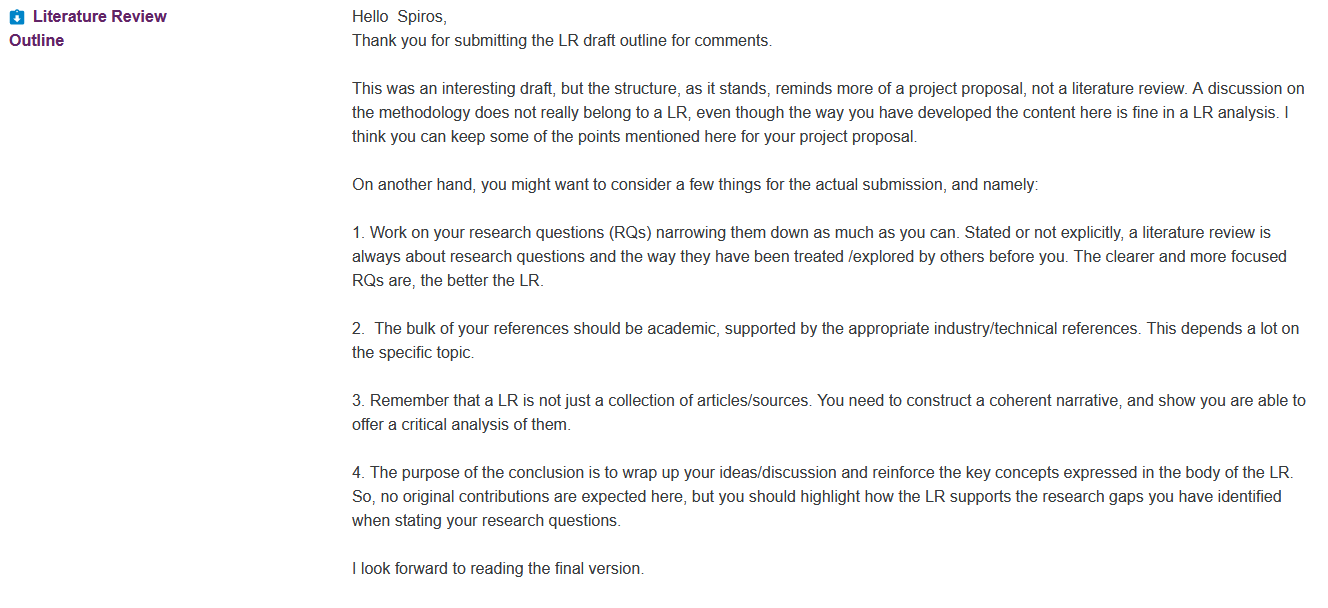 Literature Review
Outline
Hello  Spiros,
Thank you for submitting the LR draft outline for comments.
This was an interesting draft, but the structure, as it stands, reminds more of a project proposal, not a literature review. A discussion on
the methodology does not really belong to a LR, even though the way you have developed the content here is fine in a LR analysis. I
think you can keep some of the points mentioned here for your project proposal.
On another hand, you might want to consider a few things for the actual submission, and namely:
1. Work on your research questions (RQs) narrowing them down as much as you can. Stated or not explicitly, a literature review is
always about research questions and the way they have been treated /explored by others before you. The clearer and more focused
RQs are, the better the LR.
2.  The bulk of your references should be academic, supported by the appropriate industry/technical references. This depends a lot on
the specific topic.
3. Remember that a LR is not just a collection of articles/sources. You need to construct a coherent narrative, and show you are able to
offer a critical analysis of them.
4. The purpose of the conclusion is to wrap up your ideas/discussion and reinforce the key concepts expressed in the body of the LR.
So, no original contributions are expected here, but you should highlight how the LR supports the research gaps you have identified
when stating your research questions.
I look forward to reading the final version.